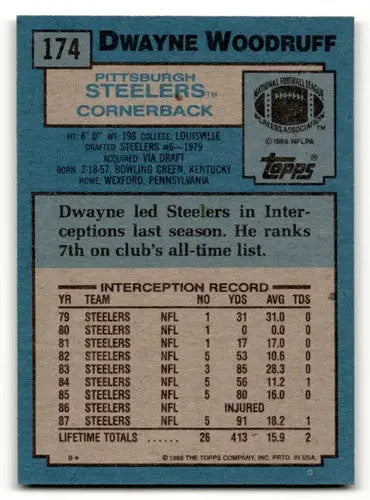 174 DWAYNE WOODRUFF
PITTSBURGH
STEELERS™
CORNERBACK
NATIONAL FOOTBALL LEAGUE
PLAYERS ASSOCIATION
© 1988 NFLPA
TOPPS®
HT: 6' 0" WT: 198 COLLEGE: LOUISVILLE
DRAFTED: STEELERS #6-1979
ACQUIRED: VIA DRAFT
BORN: 2-18-57, BOWLING GREEN, KENTUCKY
HOME: WEXFORD, PENNSYLVANIA
Dwayne led Steelers in Inter-
ceptions last season. He ranks
7th on club's all-time list.
INTERCEPTION RECORD
YR TEAM NO YDS AVG TDS
79 STEELERS NFL 1 31 31.0 0
80 STEELERS NFL 1 0 0.0 0
81 STEELERS NFL 1 17 17.0 0
82 STEELERS NFL 5 53 10.6 0
83 STEELERS NFL 3 85 28.3 0
84 STEELERS NFL 5 56 11.2 1
85 STEELERS NFL 5 80 16.0 0
86 STEELERS NFL INJURED
87 STEELERS NFL 5 91 18.2 1
LIFETIME TOTALS ...... 26 413 15.9 2
B* © 1988 THE TOPPS COMPANY, INC. PRTD. IN U.S.A.